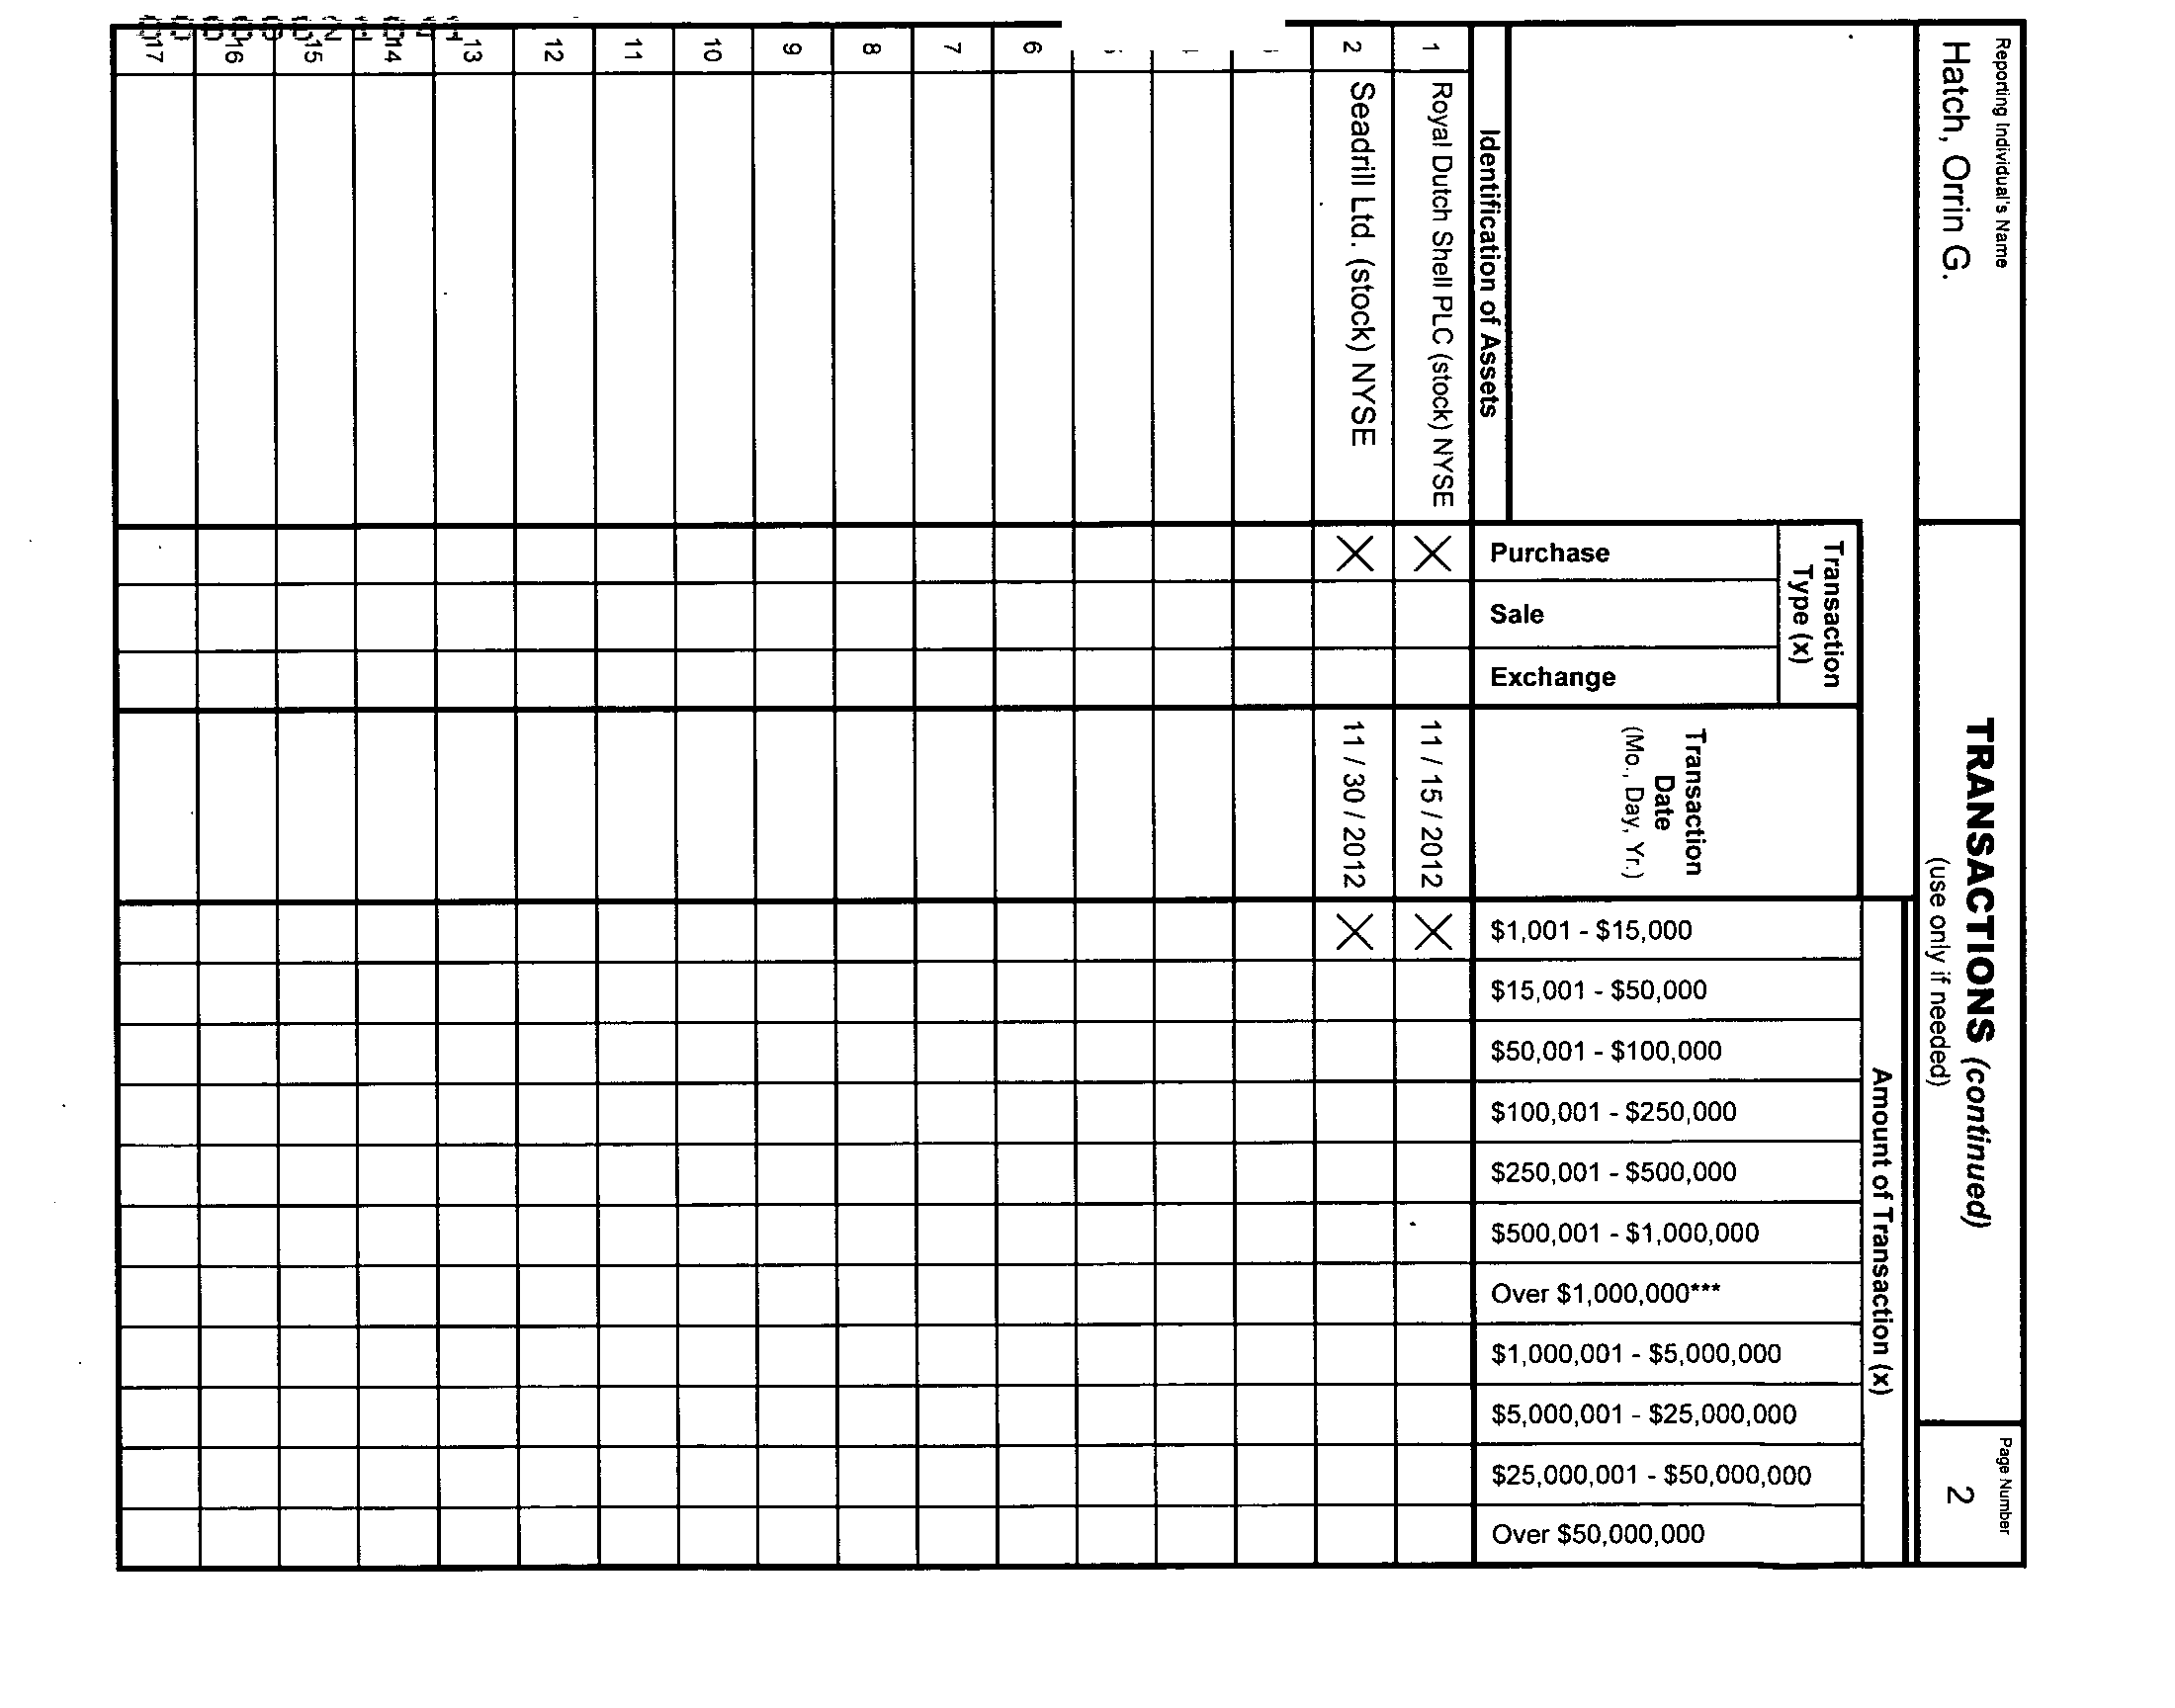 Reporting Individual's Name
Hatch, Orrin G.
TRANSACTIONS (continued)
(use only if needed)
Page Number
2
Identification of Assets
Transaction
Type (x)
Purchase
Sale
Exchange
Transaction
Date
(Mo., Day, Yr.)
Amount of Transaction (x)
$1,001 - $15,000
$15,001 - $50,000
$50,001 - $100,000
$100,001 - $250,000
$250,001 - $500,000
$500,001 - $1,000,000
Over $1,000,000***
$1,000,001 - $5,000,000
$5,000,001 - $25,000,000
$25,000,001 - $50,000,000
Over $50,000,000
1 Royal Dutch Shell PLC (stock) NYSE X 11 / 15 / 2012 X
2 Seadrill Ltd. (stock) NYSE X 11 / 30 / 2012 X
6
7
8
9
10
11
12
13
14
15
16
17